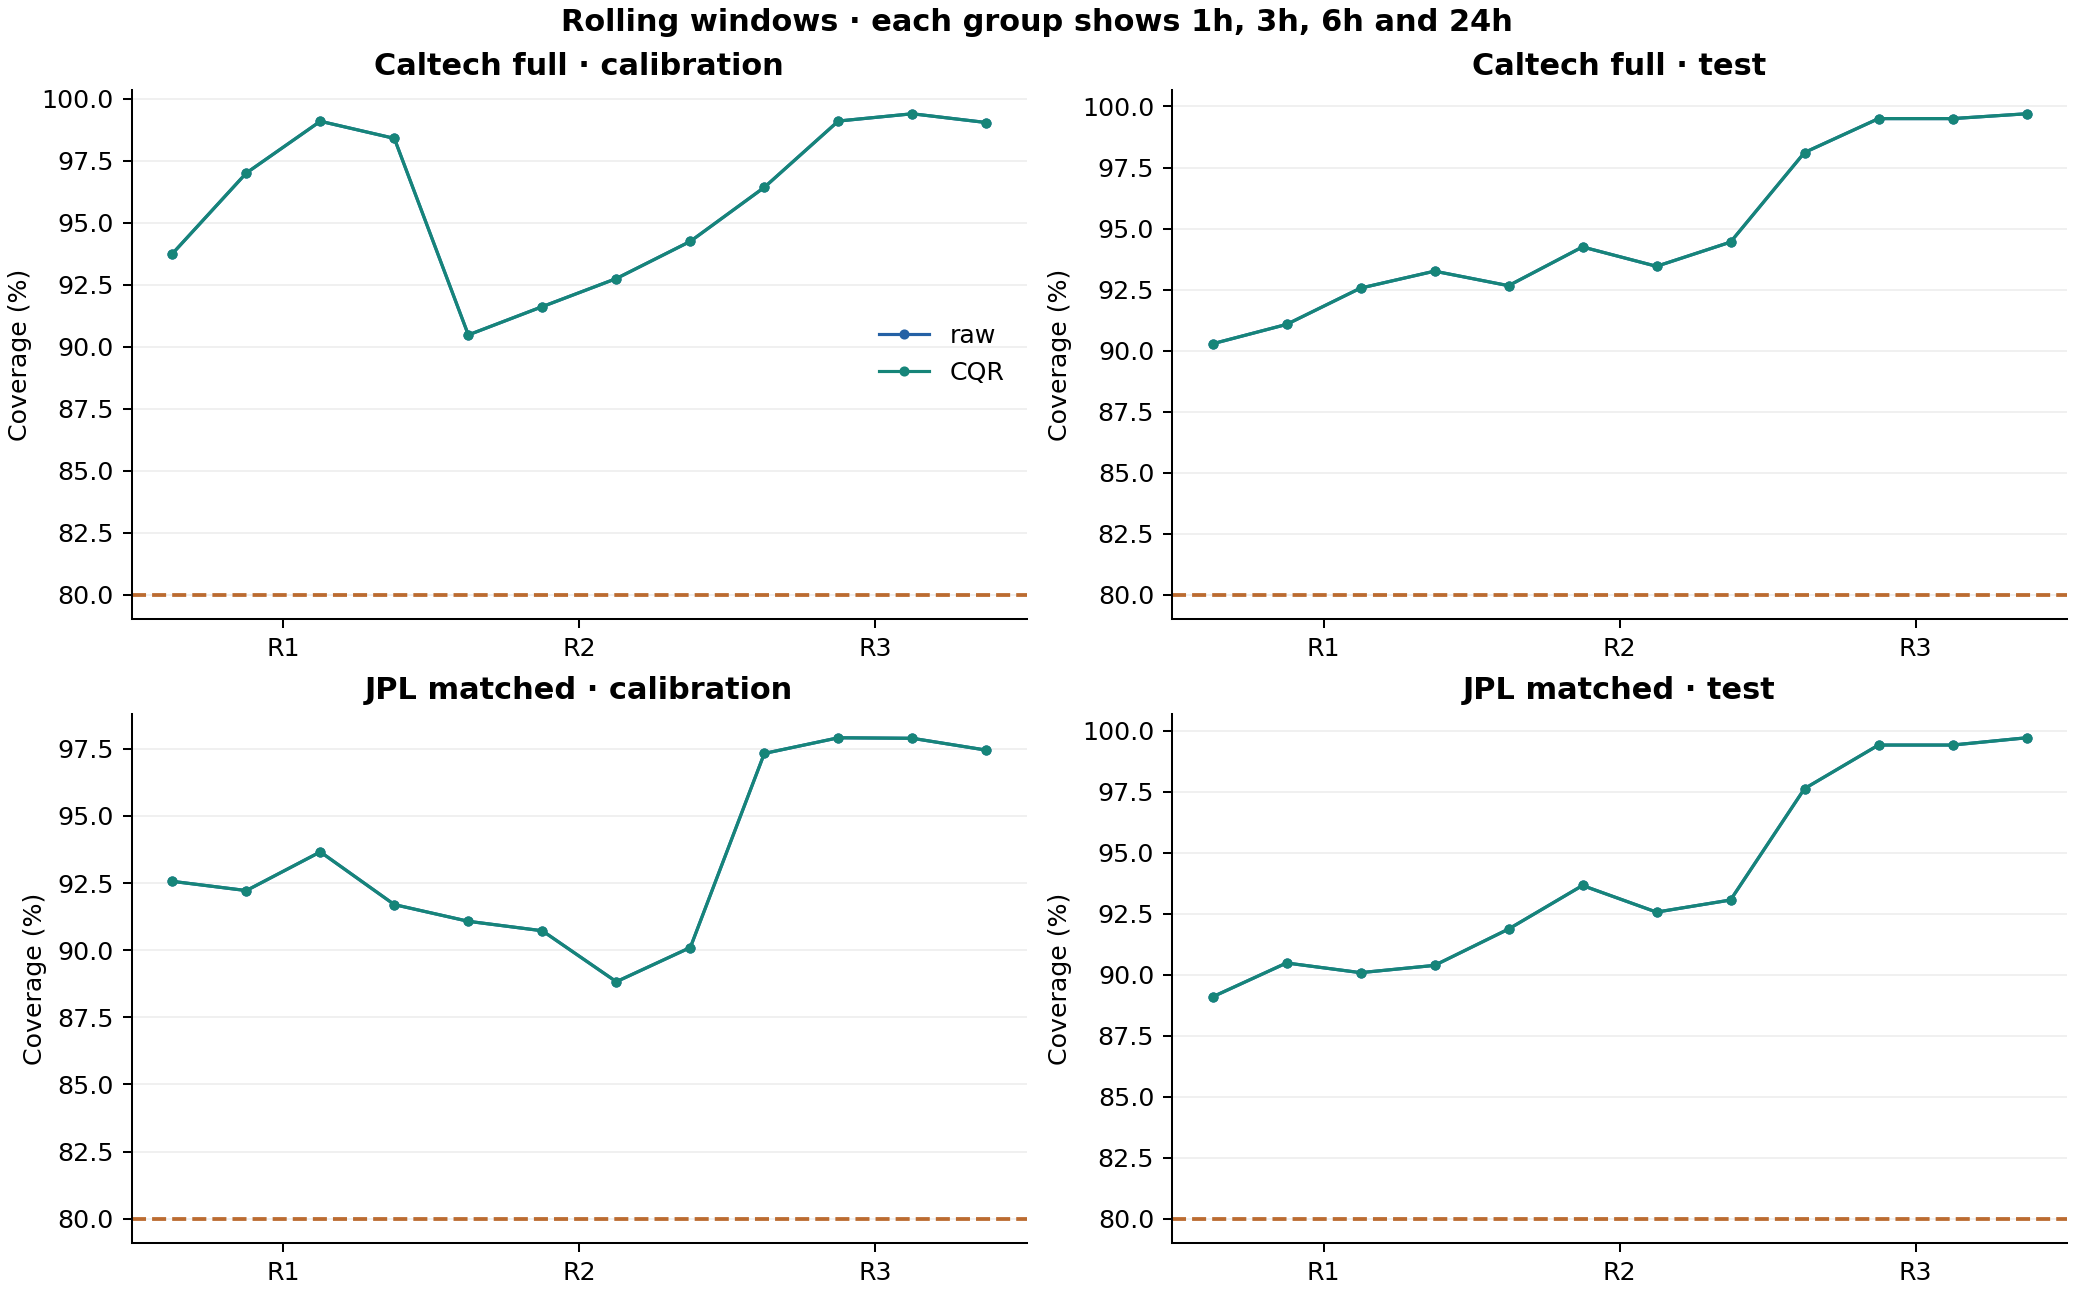 Rolling windows · each group shows 1h, 3h, 6h and 24h
Caltech full · calibration
Coverage (%)
100.0
97.5
95.0
92.5
90.0
87.5
85.0
82.5
80.0
raw
CQR
R1 R2 R3
Caltech full · test
Coverage (%)
100.0
97.5
95.0
92.5
90.0
87.5
85.0
82.5
80.0
R1 R2 R3
JPL matched · calibration
Coverage (%)
97.5
95.0
92.5
90.0
87.5
85.0
82.5
80.0
R1 R2 R3
JPL matched · test
Coverage (%)
100.0
97.5
95.0
92.5
90.0
87.5
85.0
82.5
80.0
R1 R2 R3